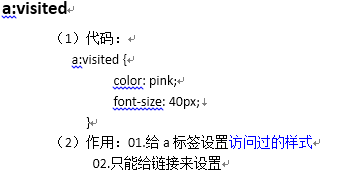 a:visited
（1）代码：
a:visited {
color: pink;
font-size: 40px;
}
（2）作用：01.给 a 标签设置访问过的样式
02.只能给链接来设置